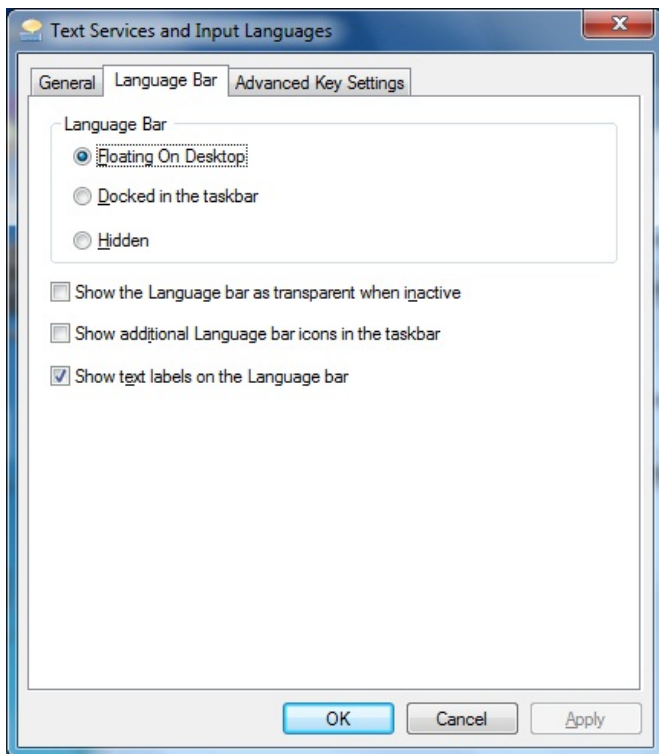 Text Services and Input Languages
General Language Bar Advanced Key Settings
Language Bar
Floating On Desktop
Docked in the taskbar
Hidden
Show the Language bar as transparent when inactive
Show additional Language bar icons in the taskbar
Show text labels on the Language bar
OK Cancel Apply